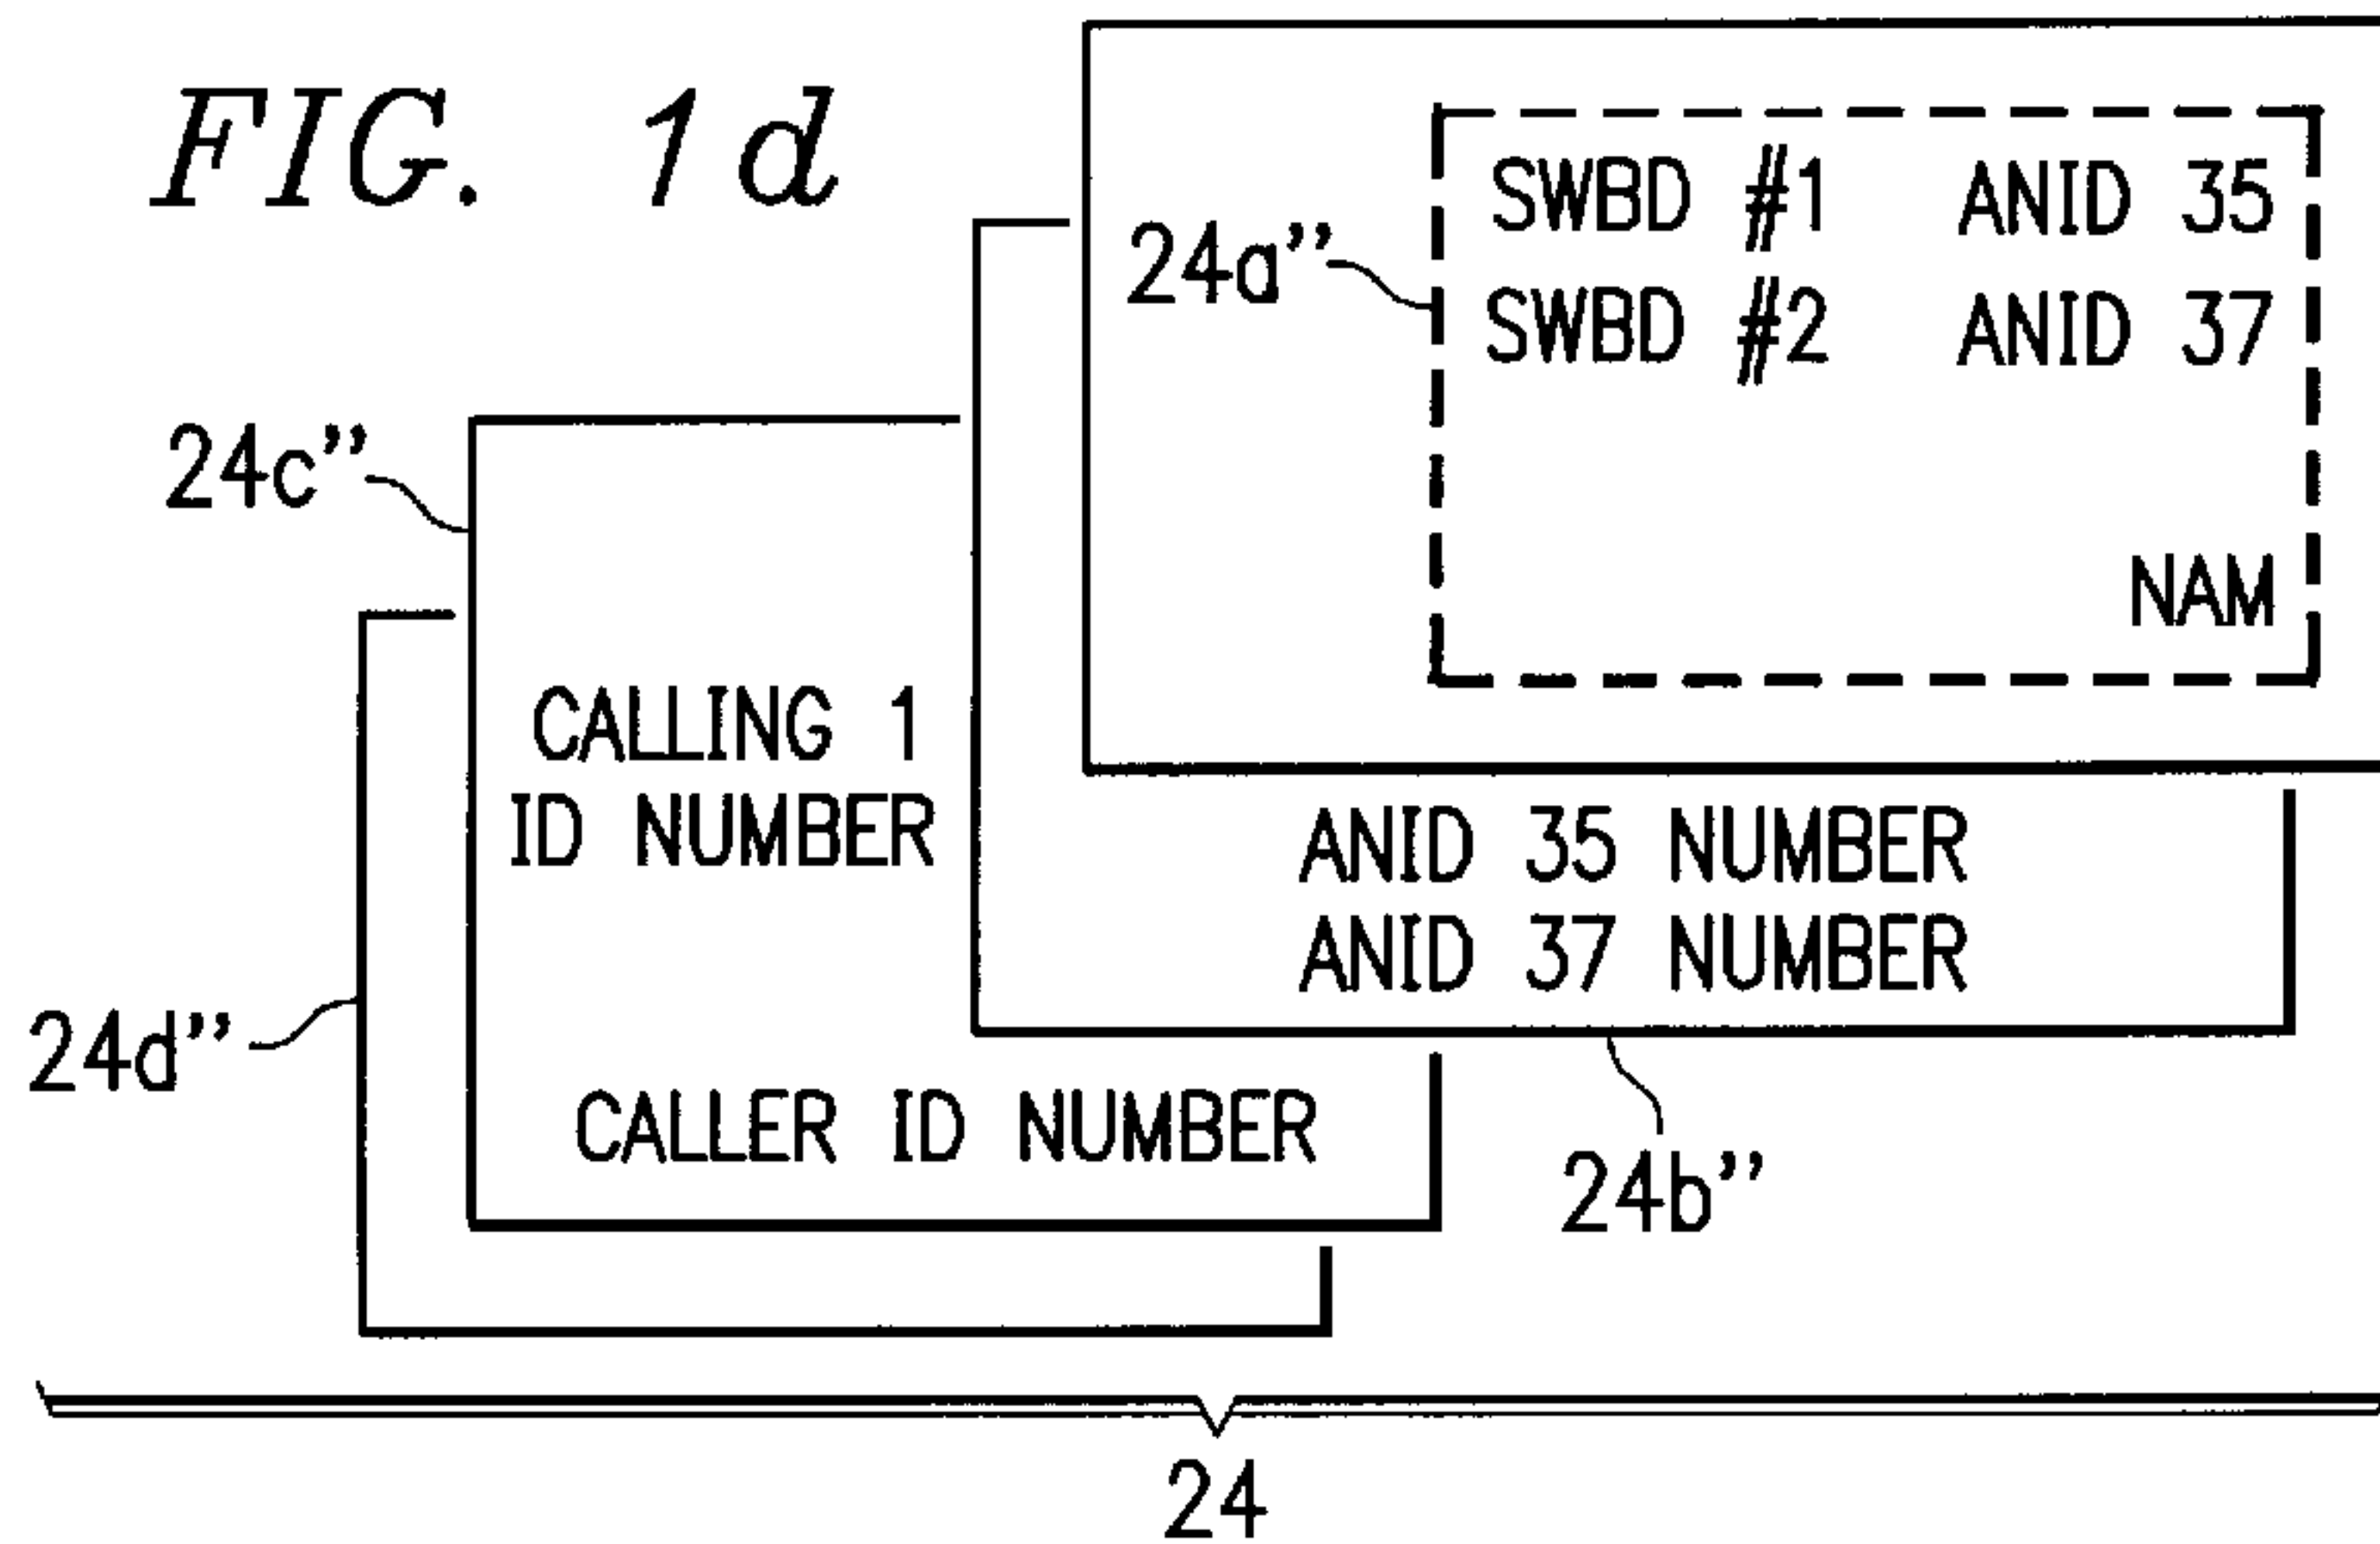 FIG. 1d
SWBD #1 ANID 35
24a”
SWBD #2 ANID 37
24c”
NAM
CALLING 1
ID NUMBER
ANID 35 NUMBER
ANID 37 NUMBER
24d”
CALLER ID NUMBER
24b”
24